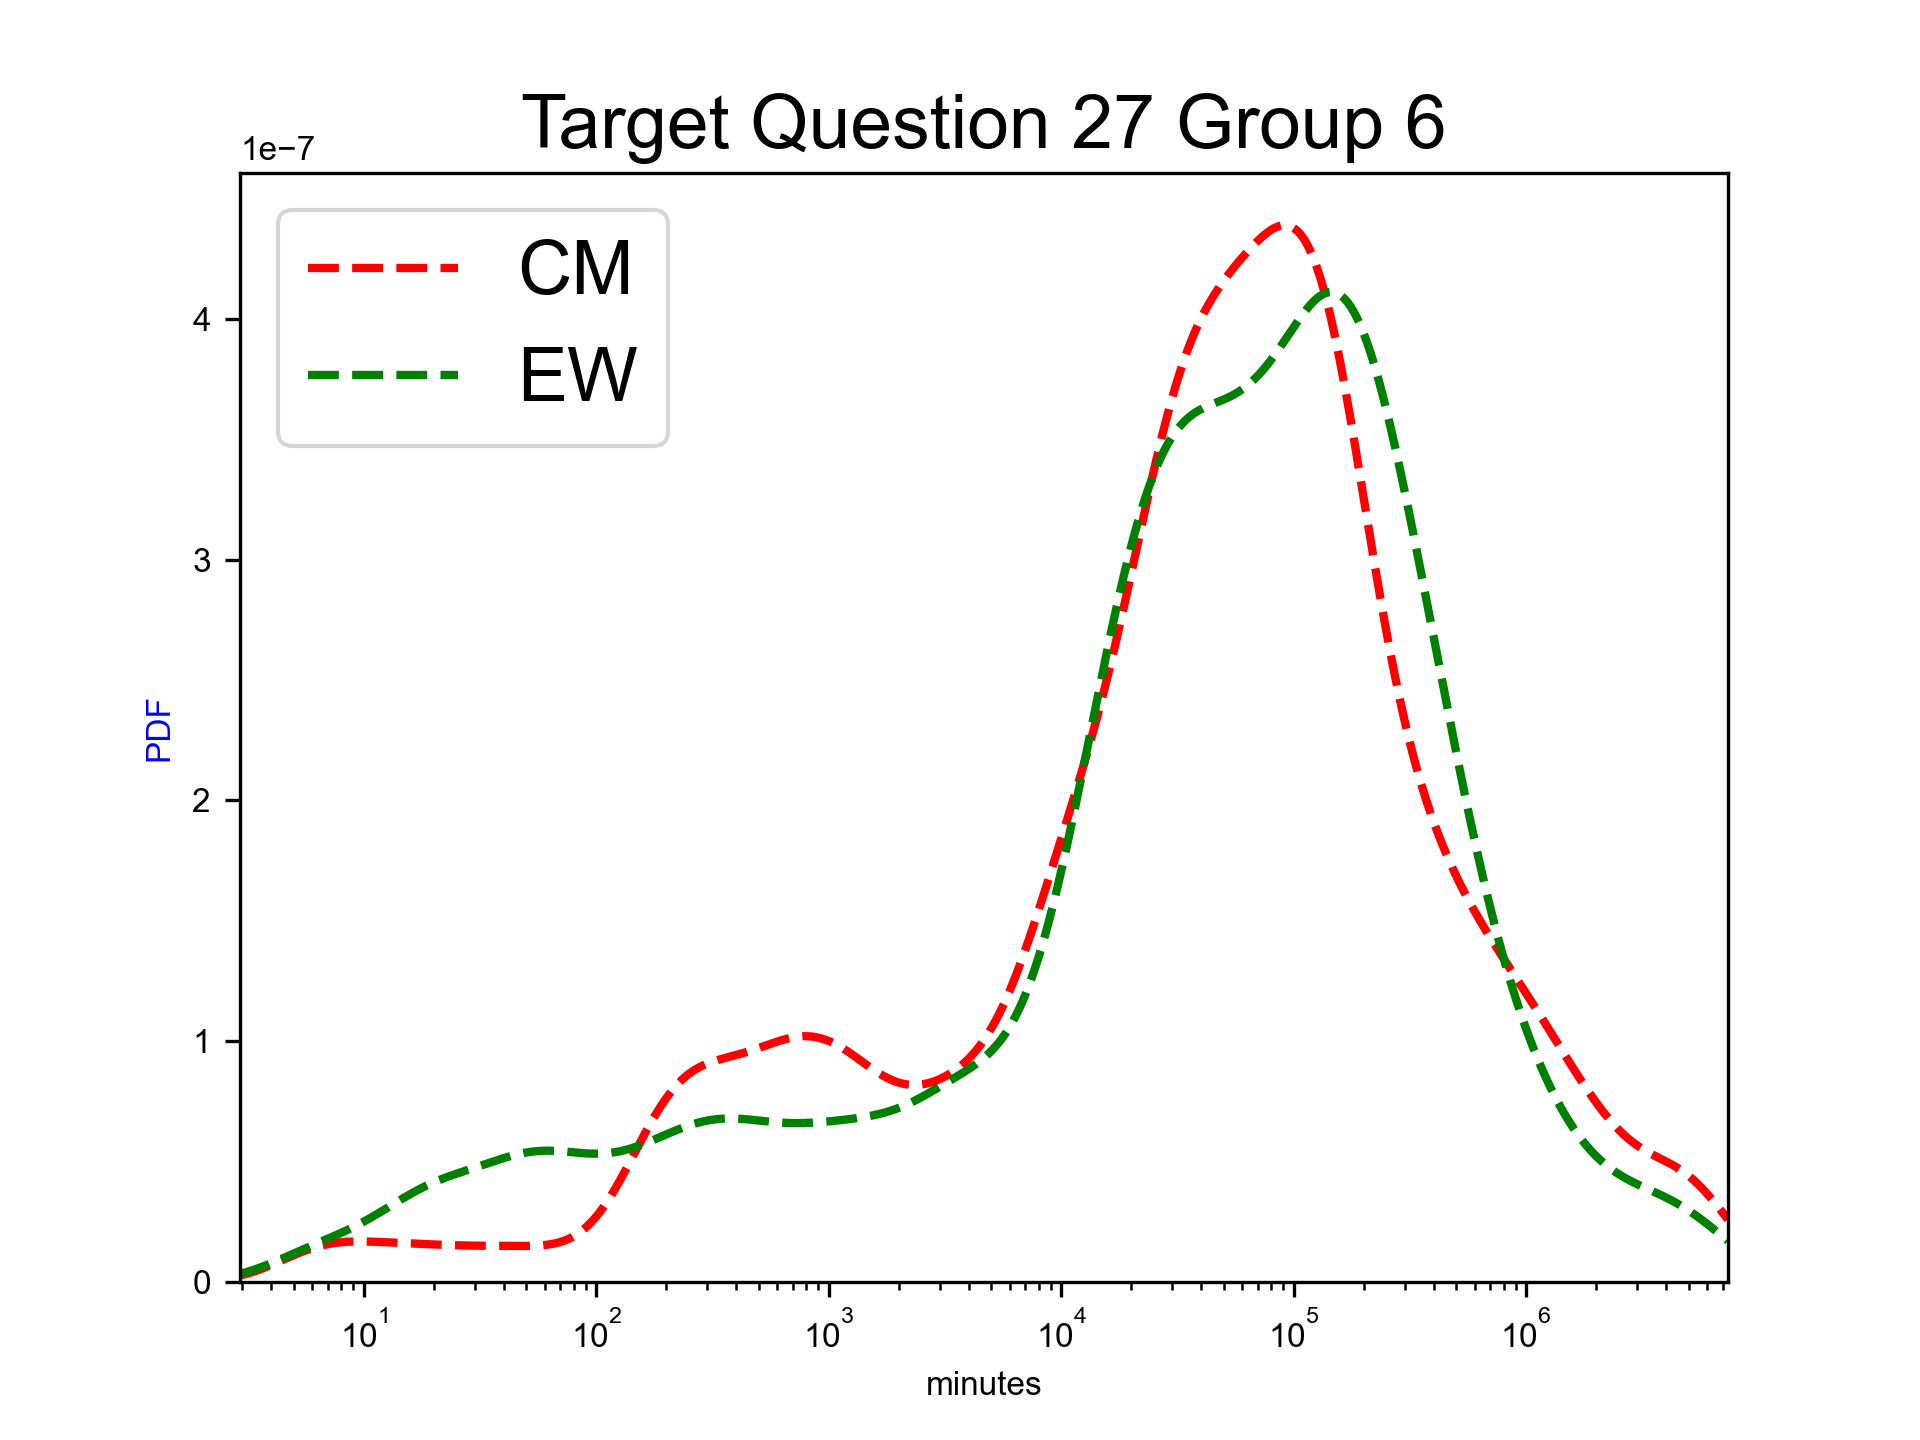 Target Question 27 Group 6
1e−7
CM
EW
4
3
2
1
0
PDF
10^1 10^2 10^3 10^4 10^5 10^6
minutes